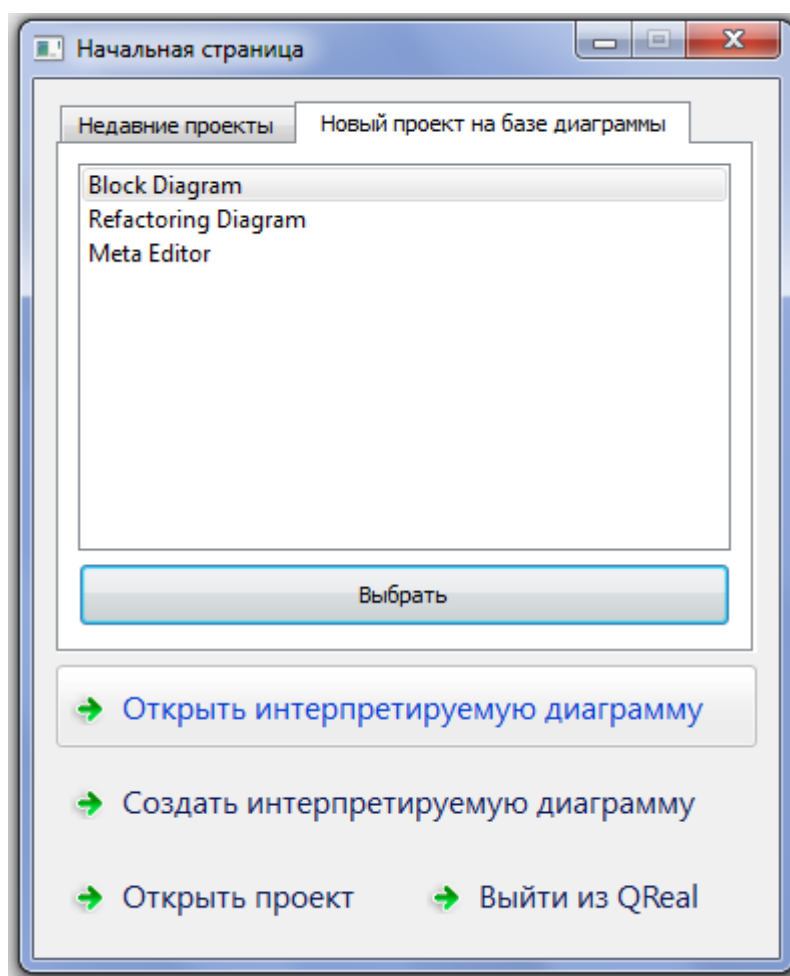 Начальная страница
Недавние проекты
Новый проект на базе диаграммы
Block Diagram
Refactoring Diagram
Meta Editor
Выбрать
Открыть интерпретируемую диаграмму
Создать интерпретируемую диаграмму
Открыть проект
Выйти из QReal